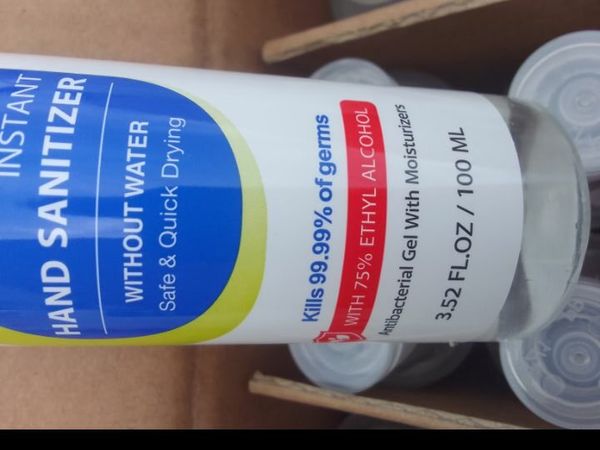 INSTANT
HAND SANITIZER
WITHOUT WATER
Safe & Quick Drying
Kills 99.99% of germs
WITH 75% ETHYL ALCOHOL
Antibacterial Gel With Moisturizers
3.52 FL.OZ / 100 ML